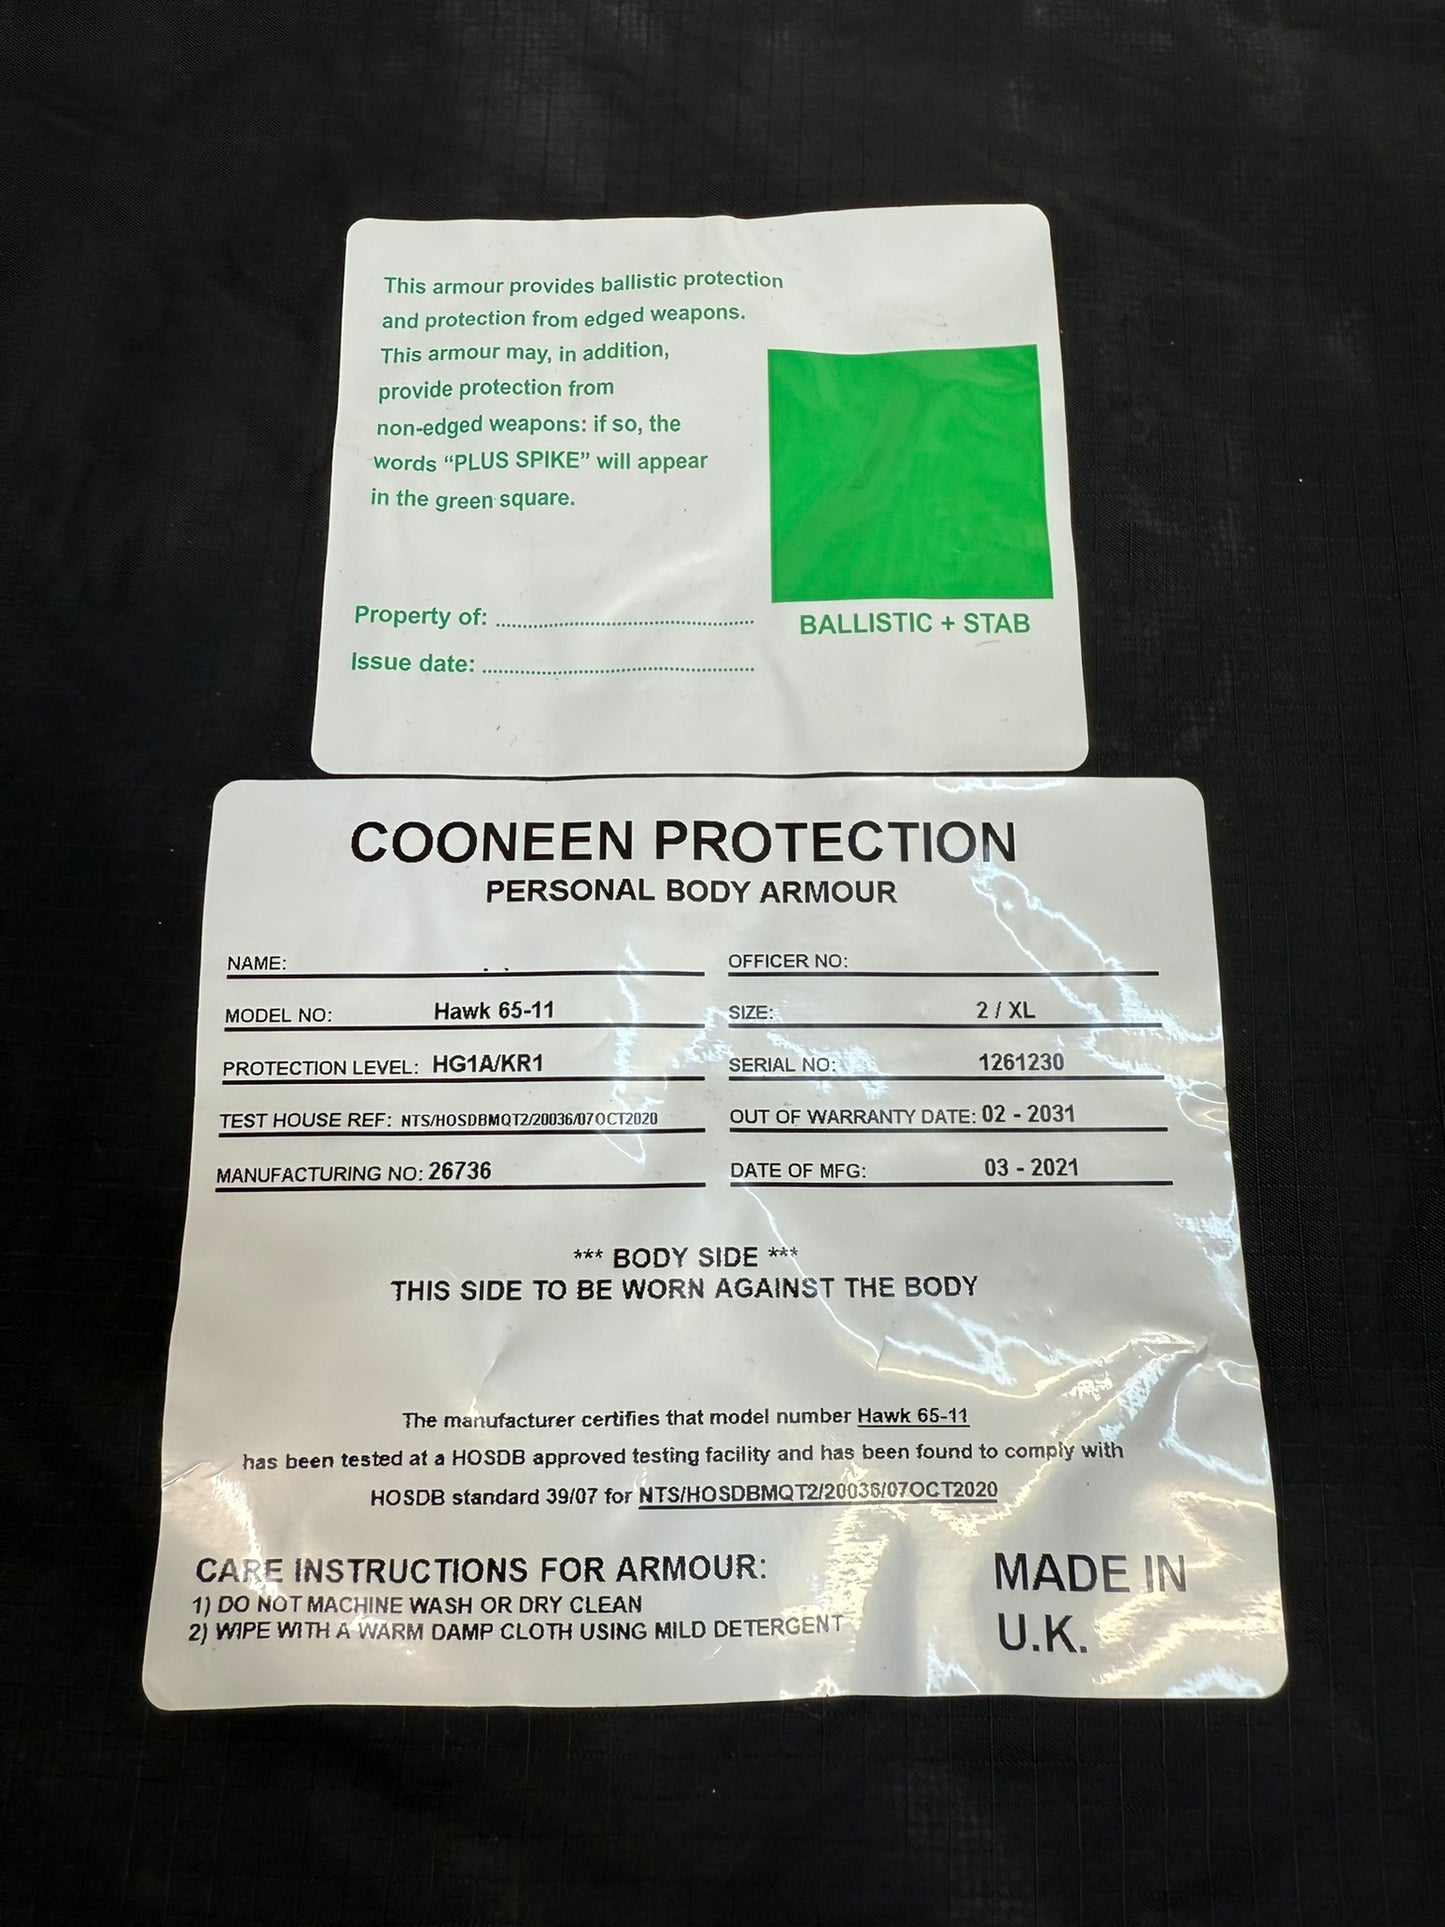 This armour provides ballistic protection
and protection from edged weapons.
This armour may, in addition,
provide protection from
non-edged weapons: if so, the
words “PLUS SPIKE” will appear
in the green square.
Property of: ........................................
Issue date: ..........................................
BALLISTIC + STAB
COONEEN PROTECTION
PERSONAL BODY ARMOUR
NAME: OFFICER NO:
MODEL NO: Hawk 65-11 SIZE: 2 / XL
PROTECTION LEVEL: HG1A/KR1 SERIAL NO: 1261230
TEST HOUSE REF: NTS/HOSDBMQT2/20036/07OCT2020 OUT OF WARRANTY DATE: 02 - 2031
MANUFACTURING NO: 26736 DATE OF MFG: 03 - 2021
*** BODY SIDE ***
THIS SIDE TO BE WORN AGAINST THE BODY
The manufacturer certifies that model number Hawk 65-11
has been tested at a HOSDB approved testing facility and has been found to comply with
HOSDB standard 39/07 for NTS/HOSDBMQT2/20036/07OCT2020
CARE INSTRUCTIONS FOR ARMOUR:
1) DO NOT MACHINE WASH OR DRY CLEAN
2) WIPE WITH A WARM DAMP CLOTH USING MILD DETERGENT
MADE IN
U.K.